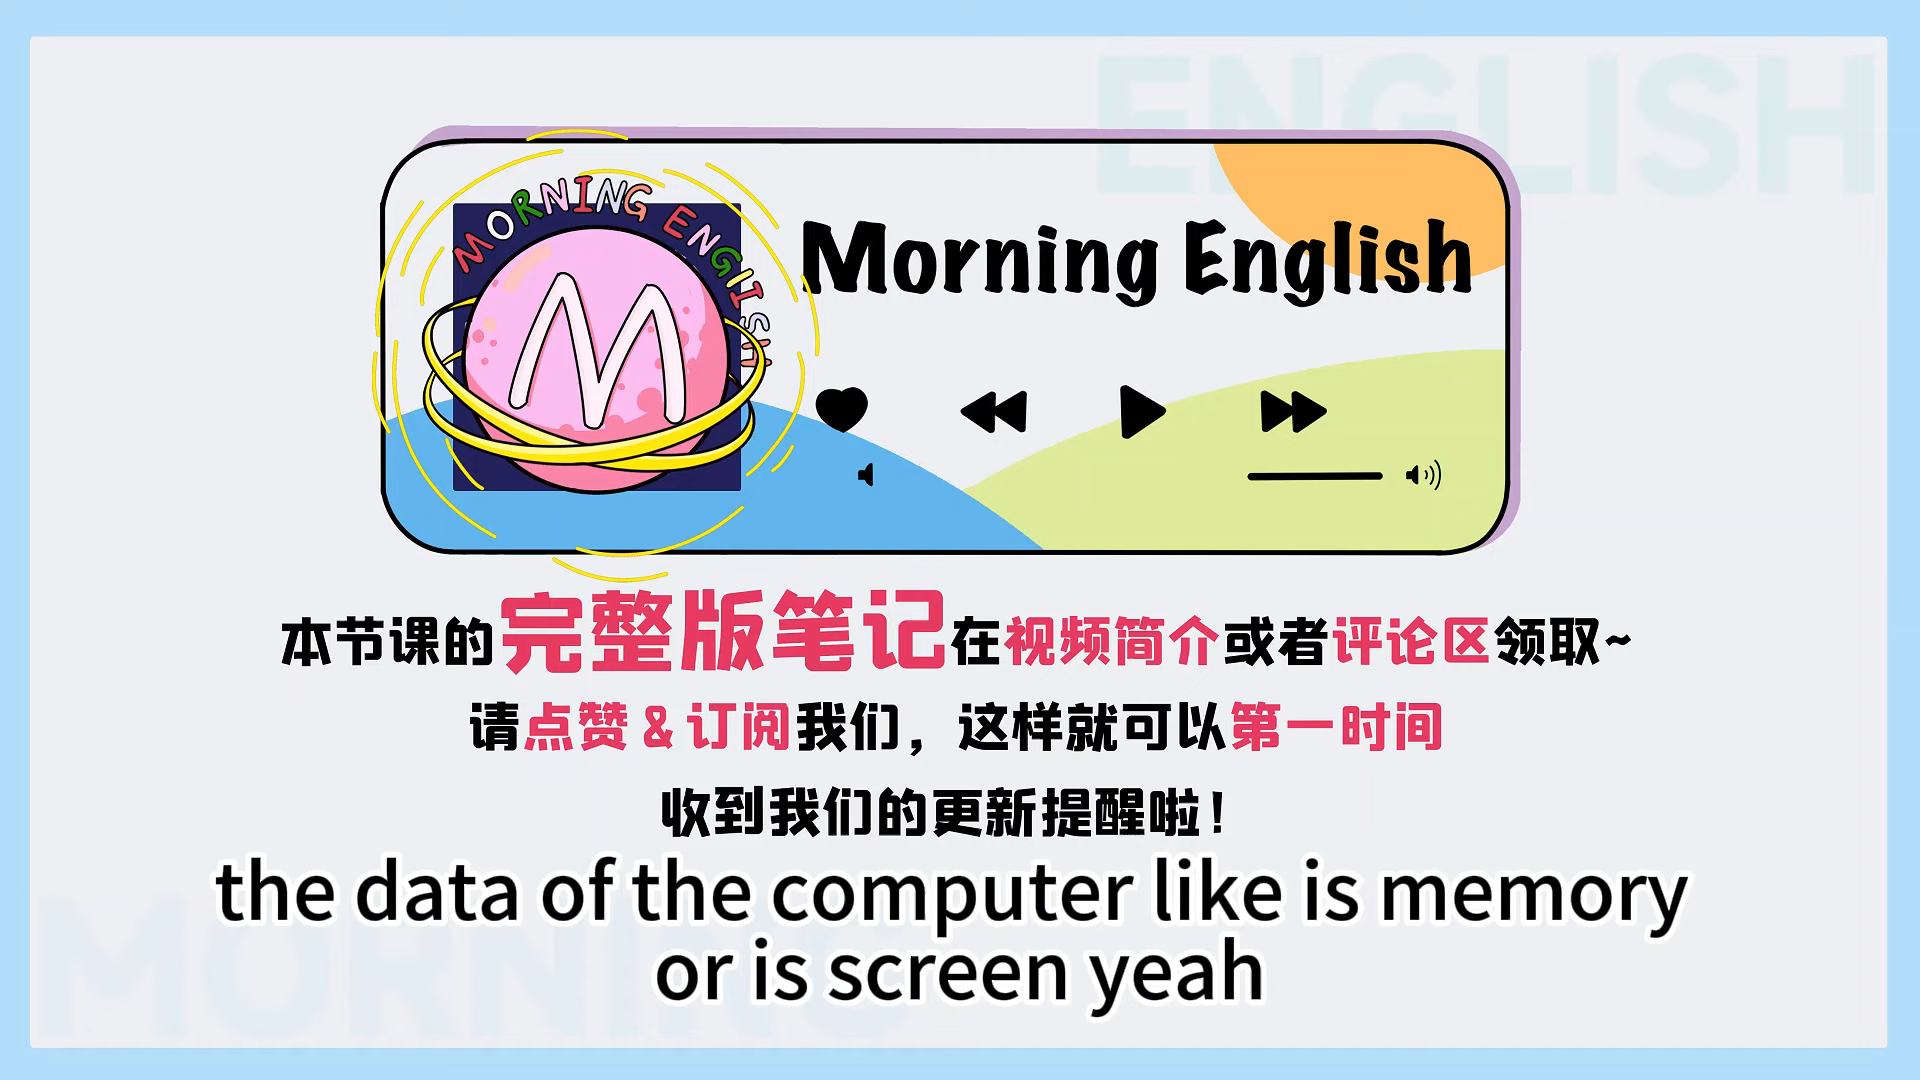 ENGLISH
MORNING ENGLISH
M
Morning English
本节课的完整版笔记在视频简介或者评论区领取~
请点赞&订阅我们，这样就可以第一时间
收到我们的更新提醒啦！
the data of the computer like is memory
or is screen yeah
MORNING